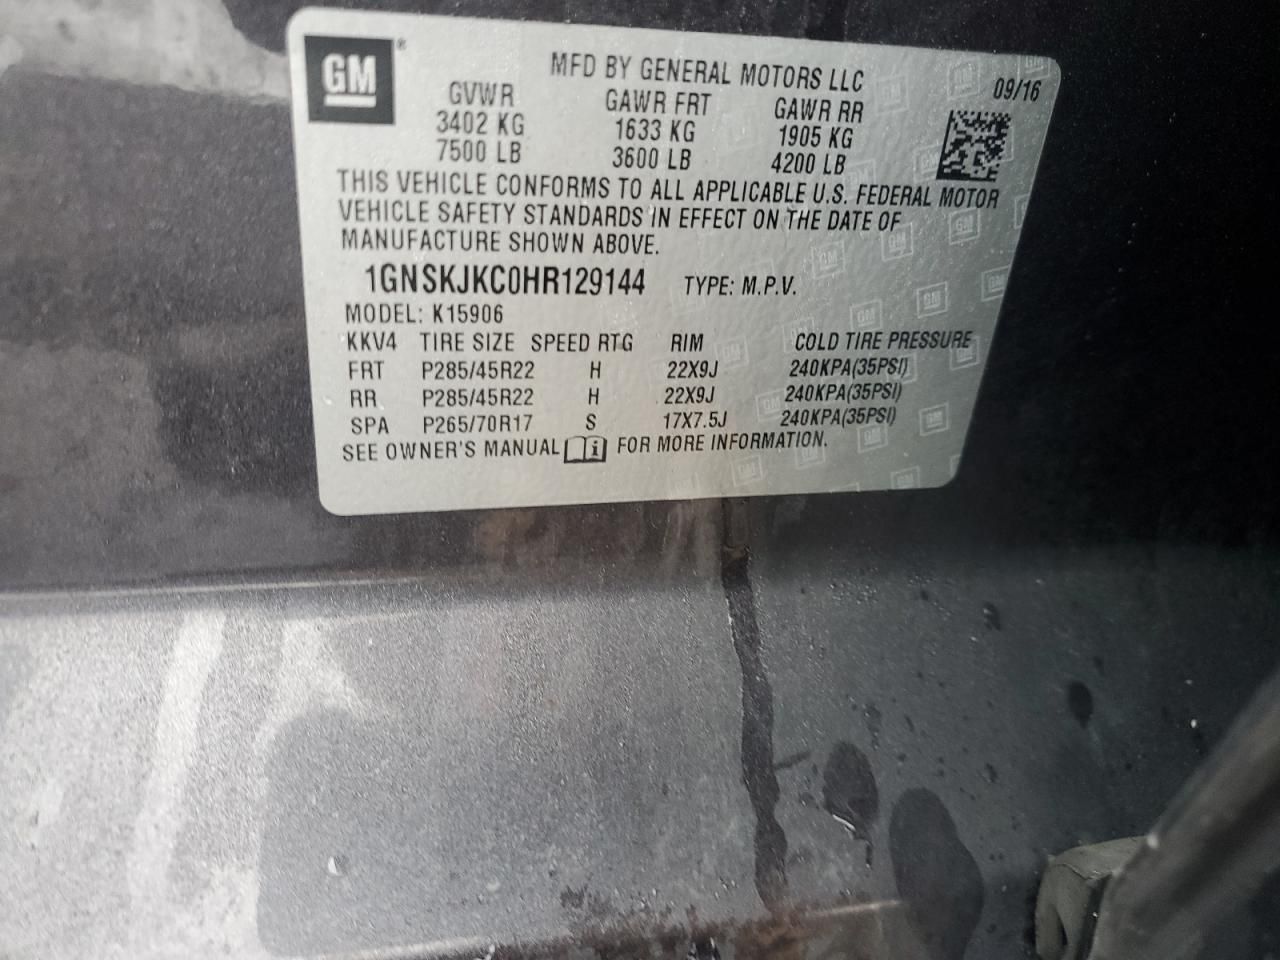 GM®
MFD BY GENERAL MOTORS LLC 09/16
GVWR GAWR FRT GAWR RR
3402 KG 1633 KG 1905 KG
7500 LB 3600 LB 4200 LB
THIS VEHICLE CONFORMS TO ALL APPLICABLE U.S. FEDERAL MOTOR
VEHICLE SAFETY STANDARDS IN EFFECT ON THE DATE OF
MANUFACTURE SHOWN ABOVE.
1GNSKJKC0HR129144 TYPE: M.P.V.
MODEL: K15906
KKV4 TIRE SIZE SPEED RTG RIM COLD TIRE PRESSURE
FRT P285/45R22 H 22X9J 240KPA(35PSI)
RR P285/45R22 H 22X9J 240KPA(35PSI)
SPA P265/70R17 S 17X7.5J 240KPA(35PSI)
SEE OWNER'S MANUAL i FOR MORE INFORMATION.